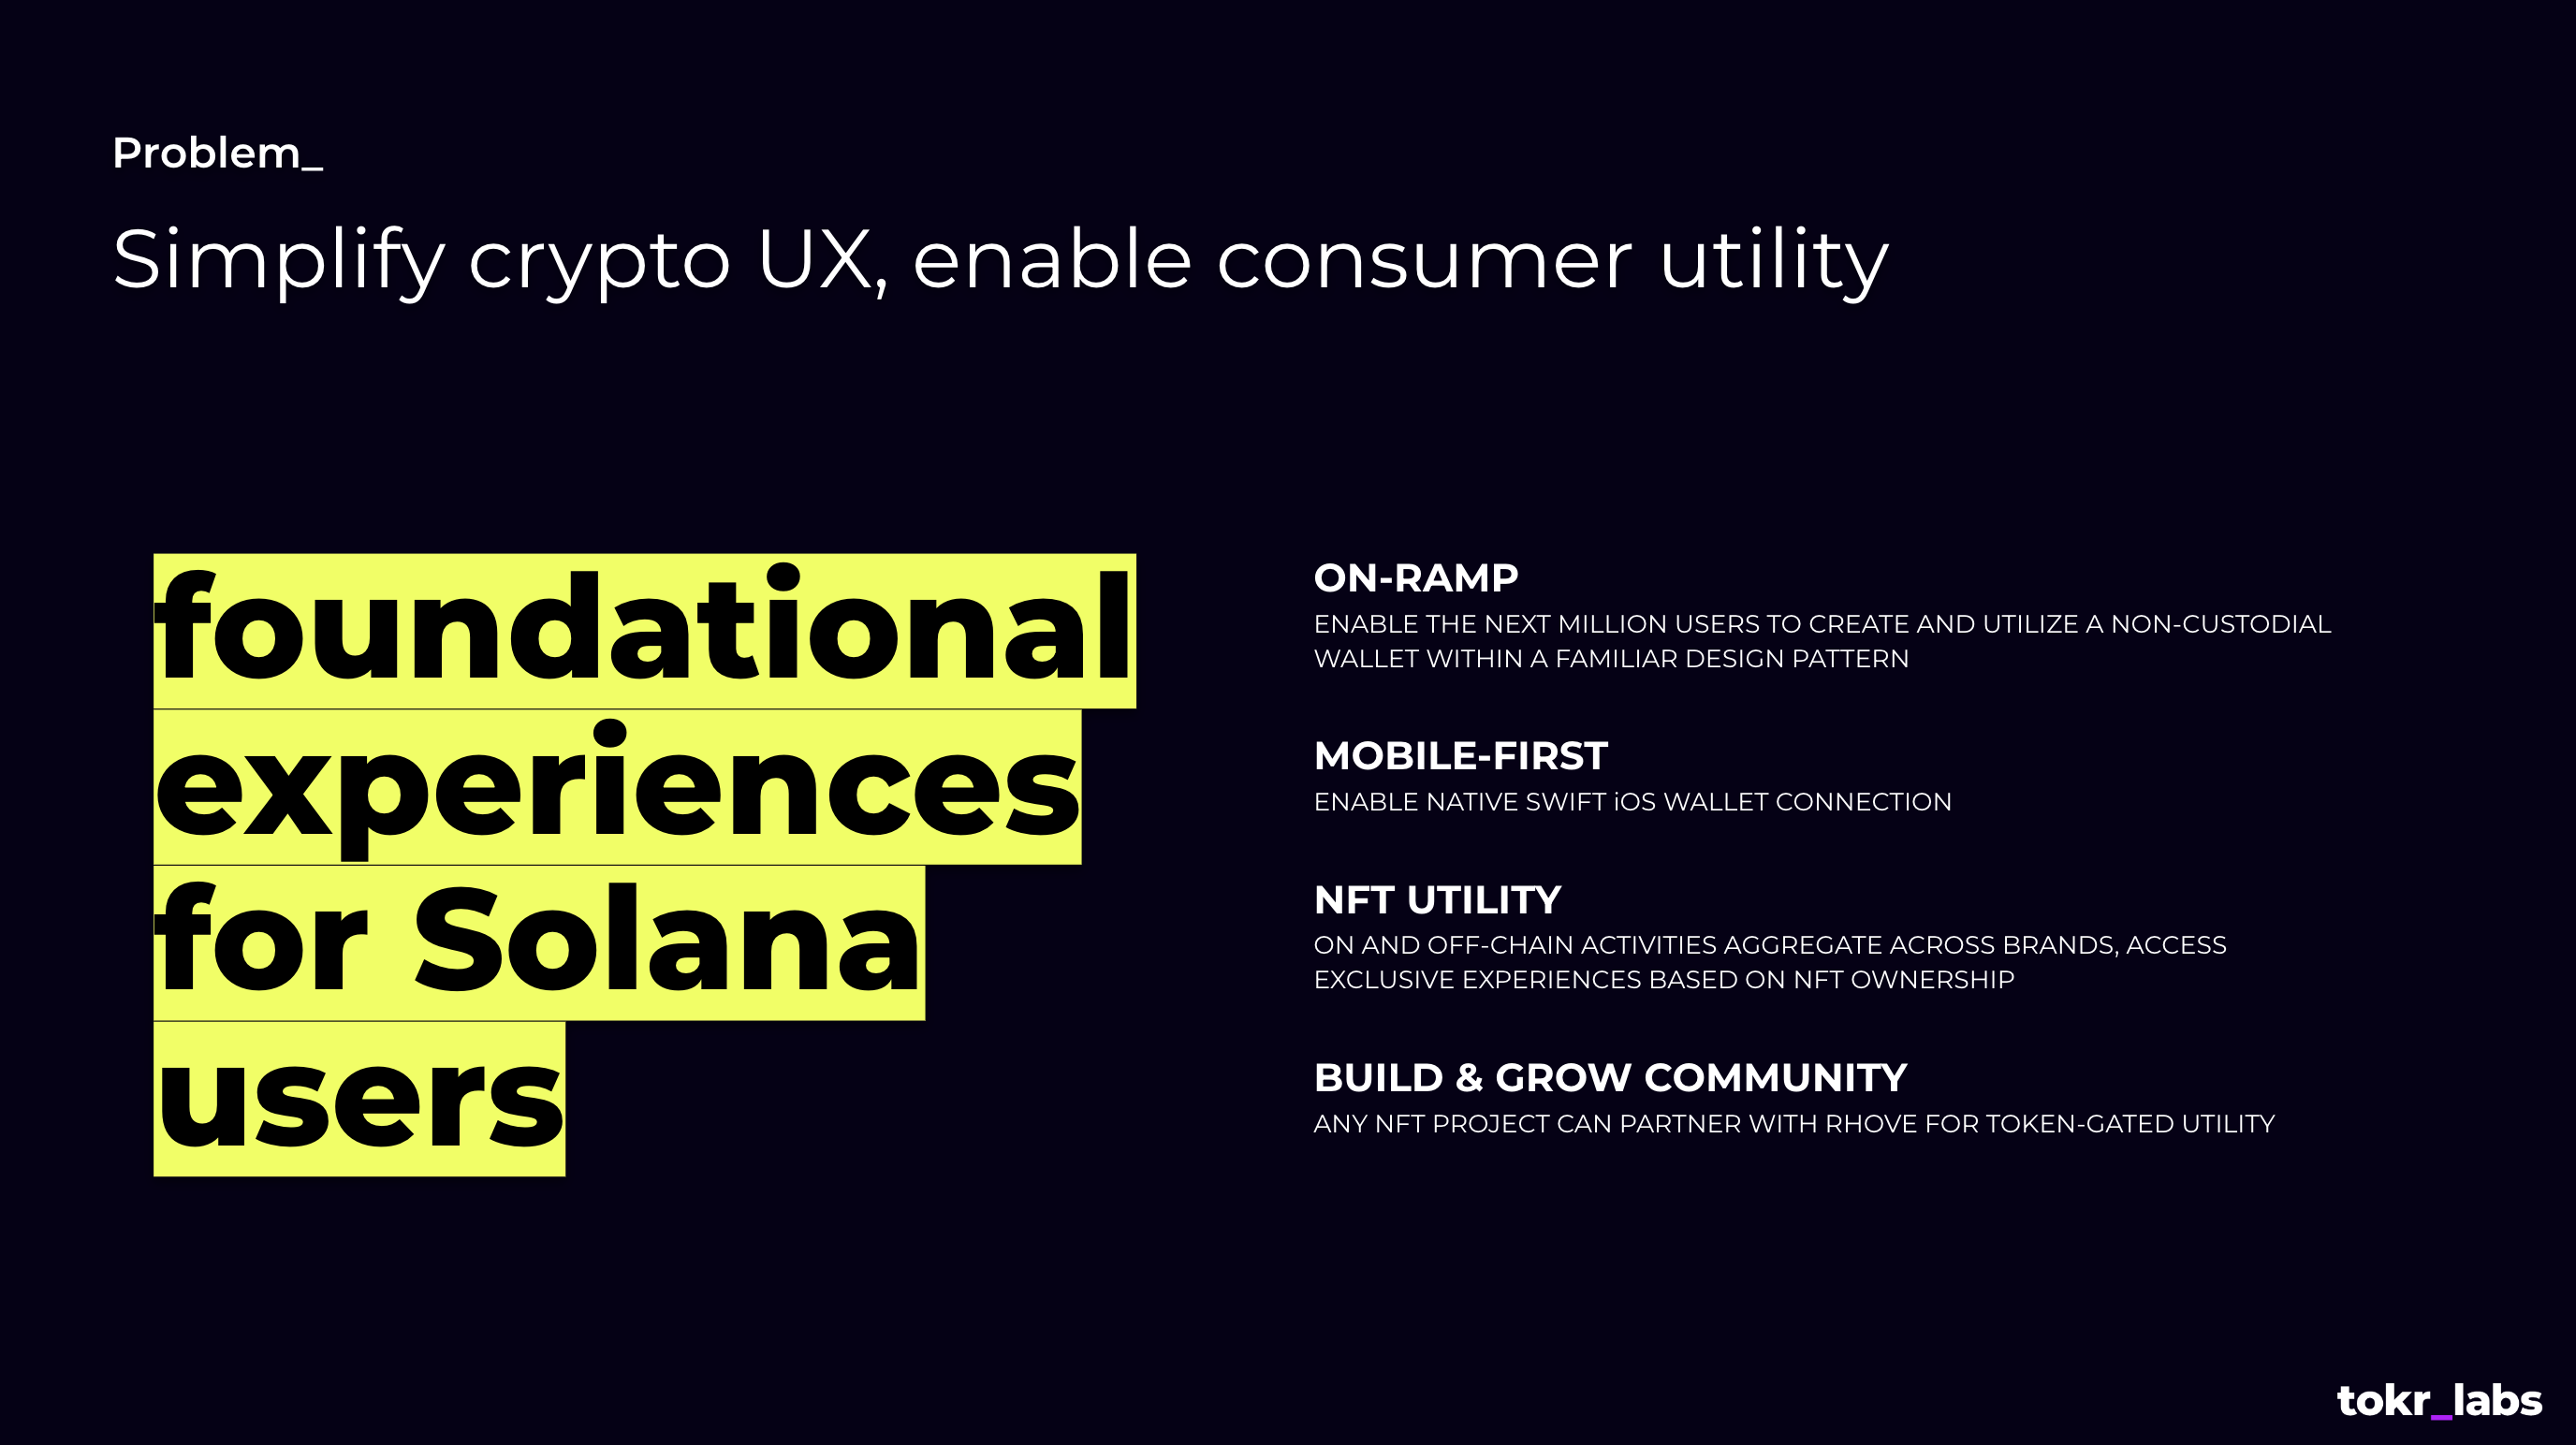 Problem_
Simplify crypto UX, enable consumer utility
foundational
experiences
for Solana
users
ON-RAMP
ENABLE THE NEXT MILLION USERS TO CREATE AND UTILIZE A NON-CUSTODIAL
WALLET WITHIN A FAMILIAR DESIGN PATTERN
MOBILE-FIRST
ENABLE NATIVE SWIFT iOS WALLET CONNECTION
NFT UTILITY
ON AND OFF-CHAIN ACTIVITIES AGGREGATE ACROSS BRANDS, ACCESS
EXCLUSIVE EXPERIENCES BASED ON NFT OWNERSHIP
BUILD & GROW COMMUNITY
ANY NFT PROJECT CAN PARTNER WITH RHOVE FOR TOKEN-GATED UTILITY
tokr_labs